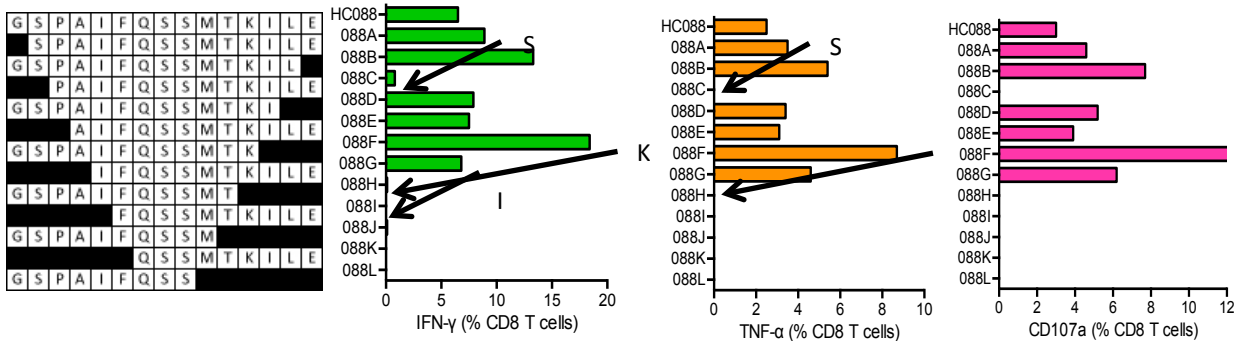 G S P A I F Q S S M T K I L E
S P A I F Q S S M T K I L E
G S P A I F Q S S M T K I L
P A I F Q S S M T K I L E
G S P A I F Q S S M T K I
A I F Q S S M T K I L E
G S P A I F Q S S M T K
I F Q S S M T K I L E
G S P A I F Q S S M T
F Q S S M T K I L E
G S P A I F Q S S M
Q S S M T K I L E
G S P A I F Q S S
HC088
088A
088B
088C
088D
088E
088F
088G
088H
088I
088J
088K
088L
S
K
I
0 5 10 15 20
IFN-γ (% CD8 T cells)
HC088
088A
088B
088C
088D
088E
088F
088G
088H
088I
088J
088K
088L
S
0 2 4 6 8 10
TNF-α (% CD8 T cells)
HC088
088A
088B
088C
088D
088E
088F
088G
088H
088I
088J
088K
088L
0 2 4 6 8 10 12
CD107a (% CD8 T cells)